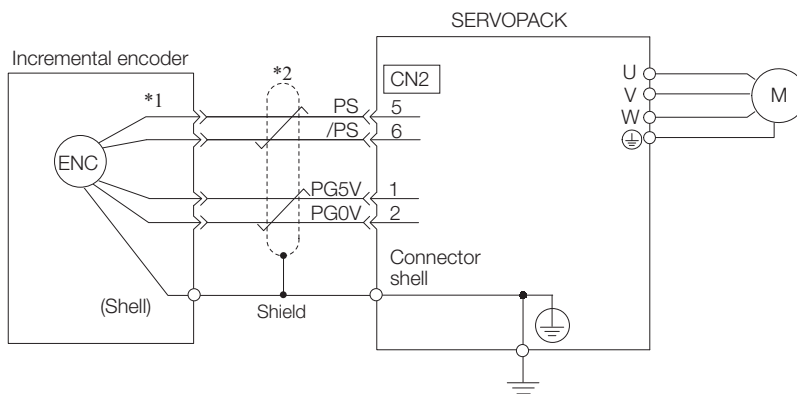 SERVOPACK
Incremental encoder
*1
*2
CN2
ENC
PS 5
/PS 6
PG5V 1
PG0V 2
U
V
W
M
Connector
shell
(Shell)
Shield